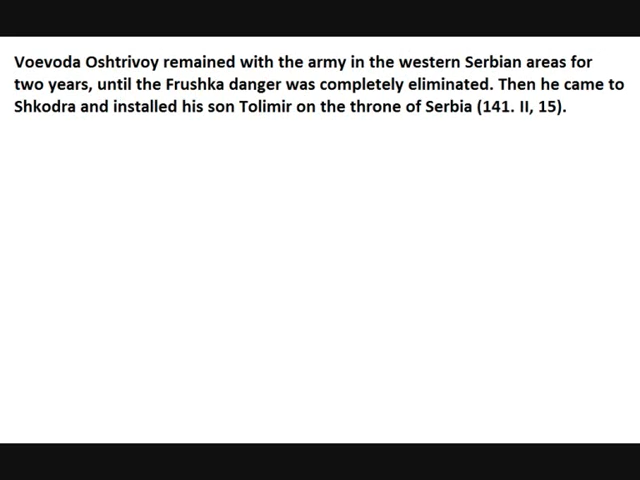 Voevoda Oshtrivoy remained with the army in the western Serbian areas for
two years, until the Frushka danger was completely eliminated. Then he came to
Shkodra and installed his son Tolimir on the throne of Serbia (141. II, 15).